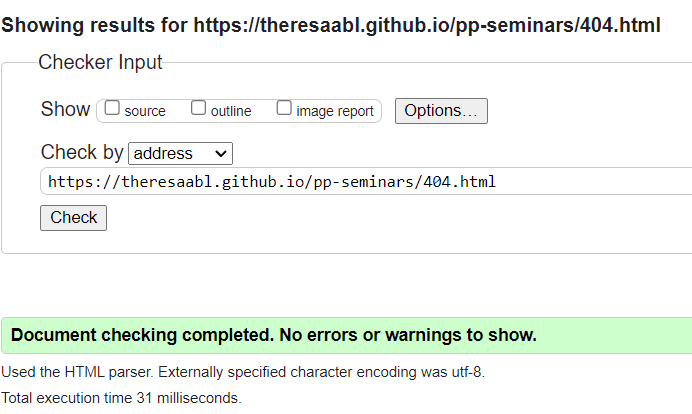 Showing results for https://theresaabl.github.io/pp-seminars/404.html
Checker Input
Show source outline image report Options...
Check by address
https://theresaabl.github.io/pp-seminars/404.html
Check
Document checking completed. No errors or warnings to show.
Used the HTML parser. Externally specified character encoding was utf-8.
Total execution time 31 milliseconds.